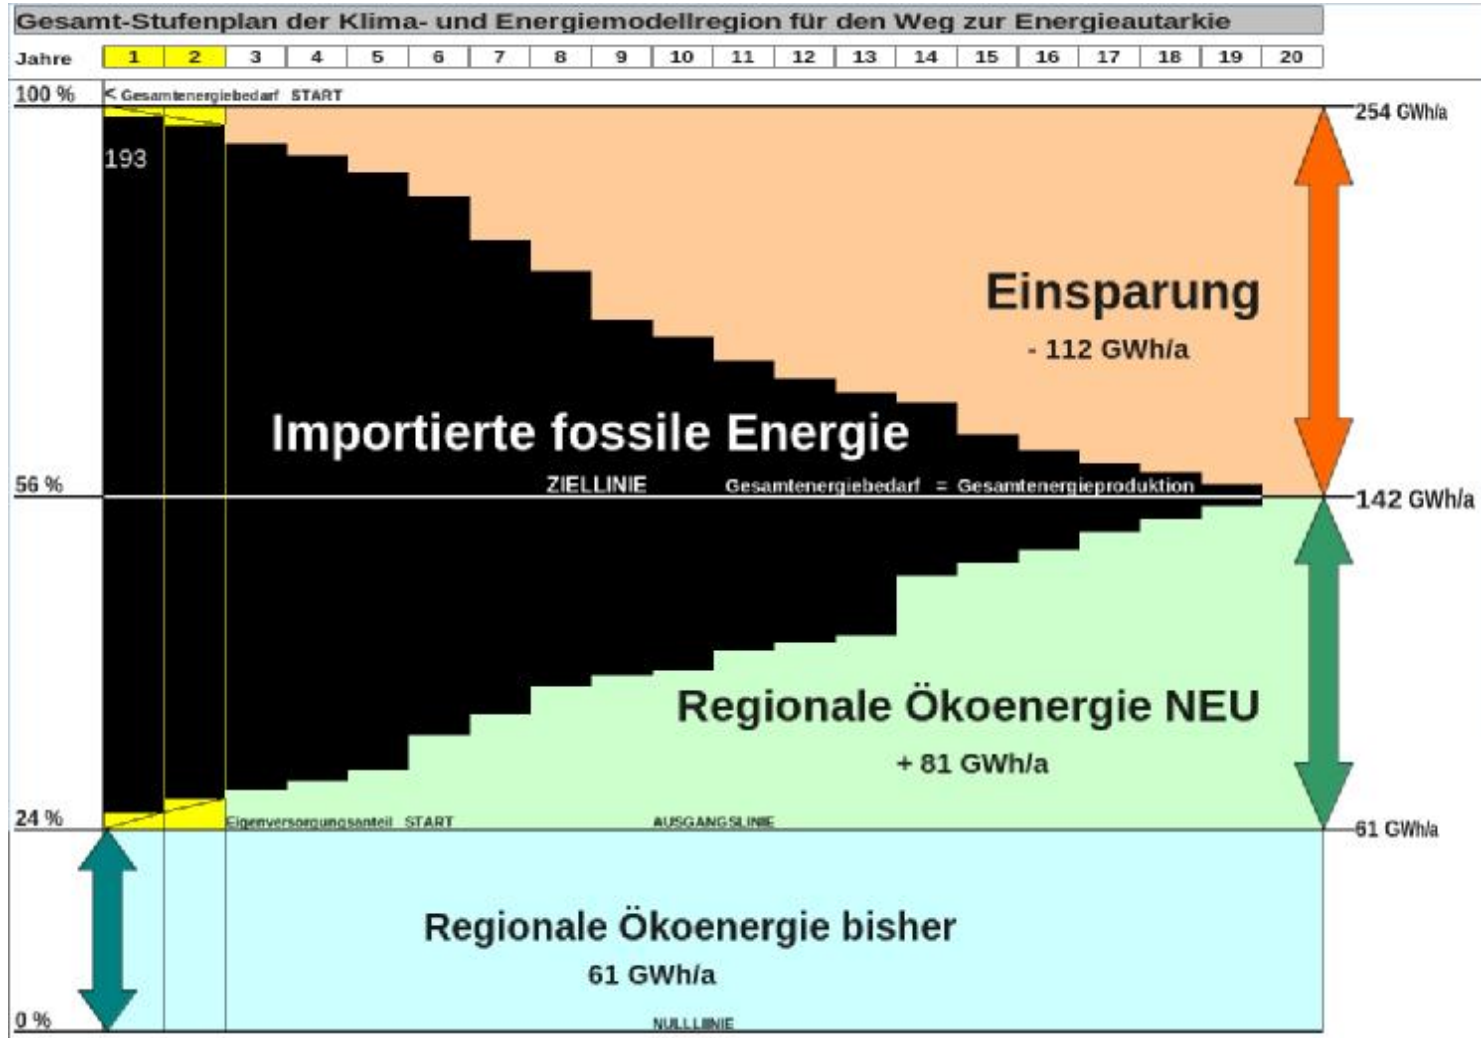 Gesamt-Stufenplan der Klima- und Energiemodellregion für den Weg zur Energieautarkie
Jahre 1 2 3 4 5 6 7 8 9 10 11 12 13 14 15 16 17 18 19 20
100 % < Gesamtenergiebedarf START
254 GWh/a
193
Einsparung
- 112 GWh/a
Importierte fossile Energie
56 % ZIELLINIE Gesamtenergiebedarf = Gesamtenergieproduktion
142 GWh/a
Regionale Ökoenergie NEU
+ 81 GWh/a
24 % Eigenversorgungsanteil START AUSGANGSLINIE
61 GWh/a
Regionale Ökoenergie bisher
61 GWh/a
0 % NULLLIINIE